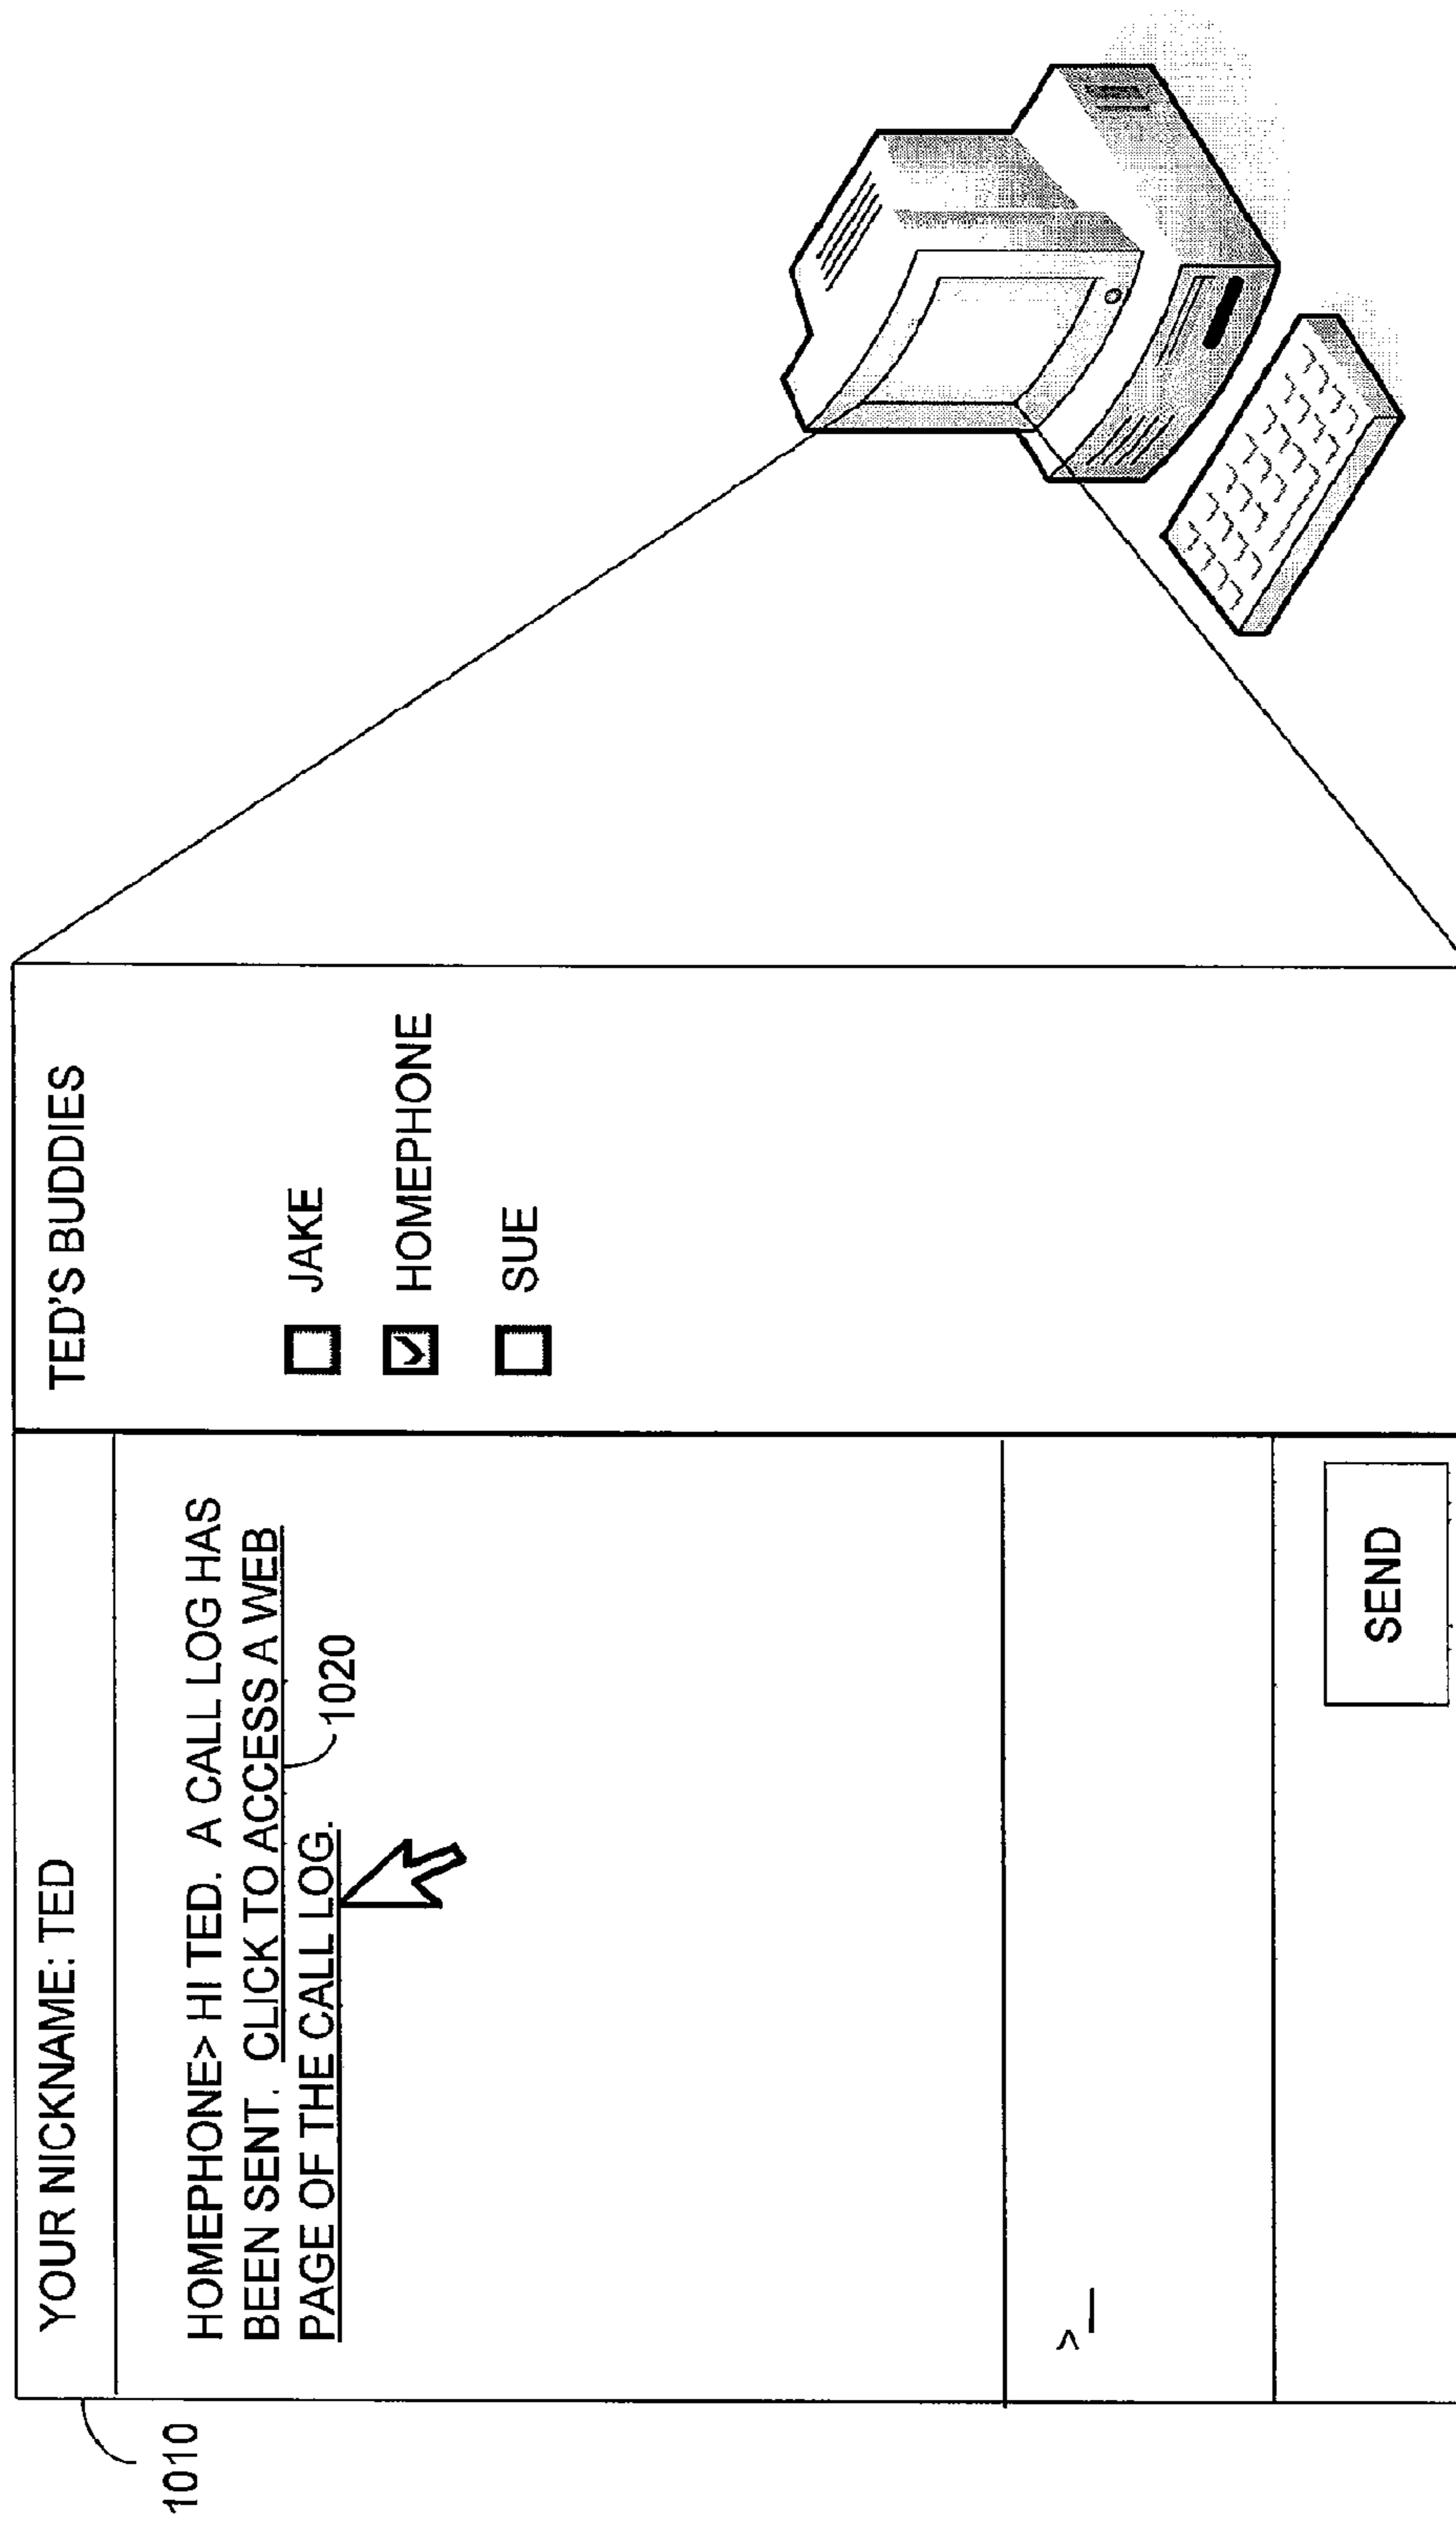 YOUR NICKNAME: TED
HOMEPHONE> HI TED. A CALL LOG HAS
BEEN SENT. CLICK TO ACCESS A WEB
PAGE OF THE CALL LOG.
1020
>_
SEND
TED'S BUDDIES
JAKE
HOMEPHONE
SUE
1010